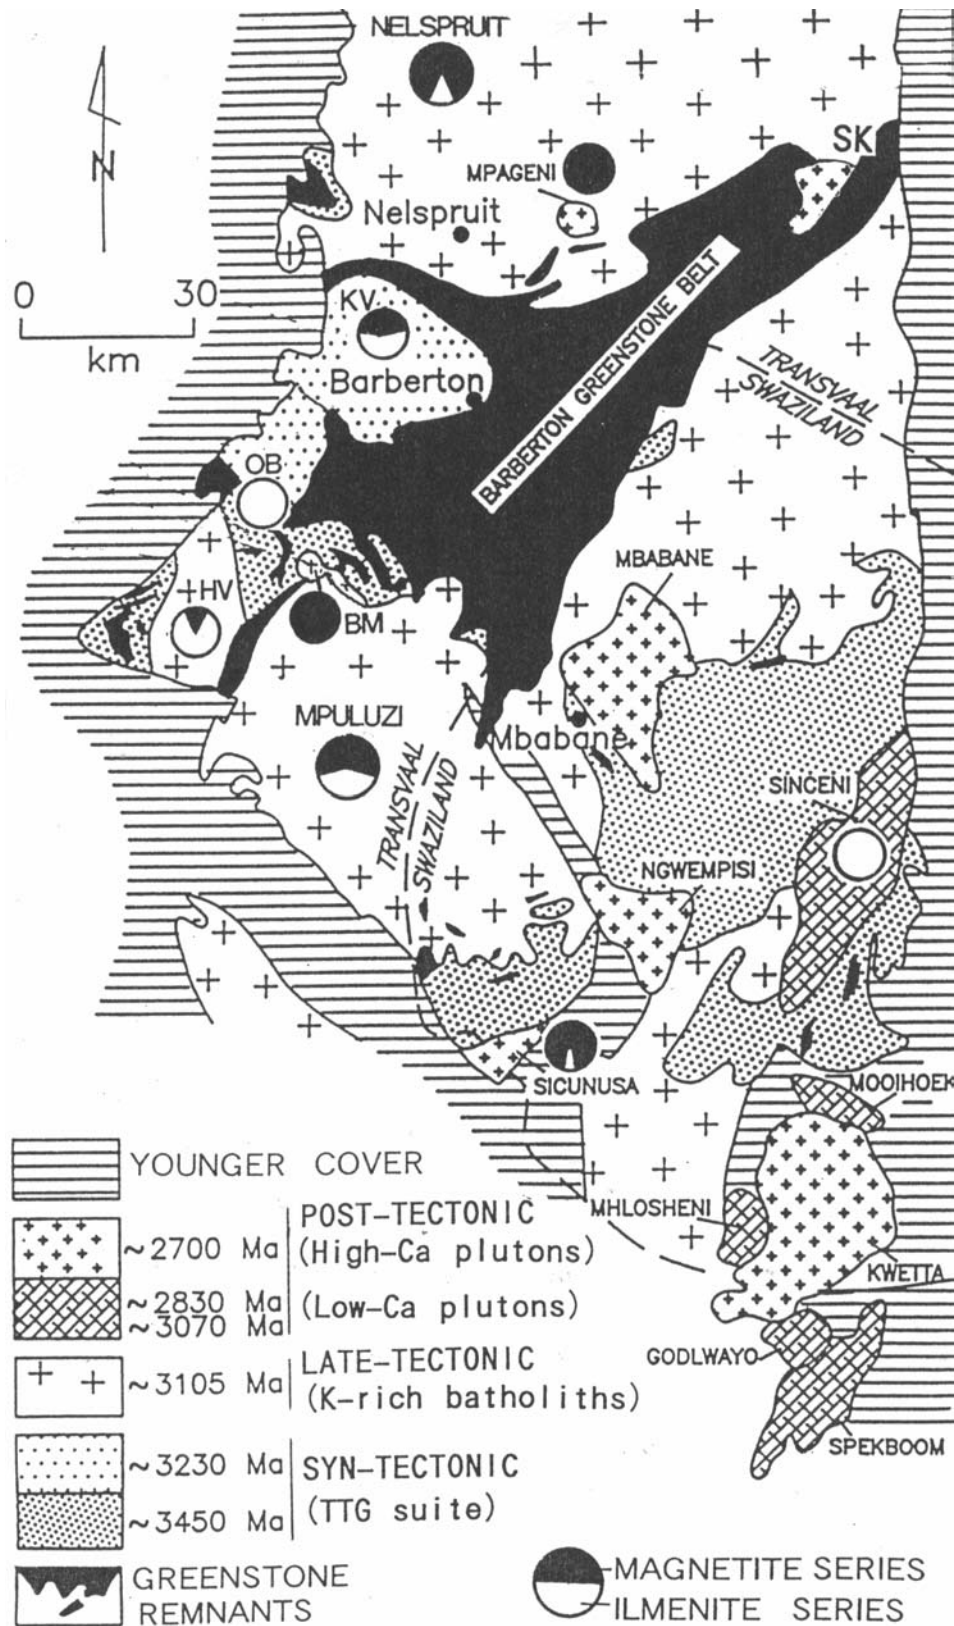 NELSPRUIT
SK
MPAGENI
N
Nelspruit
0 30
km
KV
Barberton
BARBERTON GREENSTONE BELT
TRANSVAAL
SWAZILAND
OB
MBABANE
HV
BM
MPULUZI
Mbabane
TRANSVAAL
SWAZILAND
SINCENI
NGWEMPISI
SICUNUSA
MOOIHOEK
MHLOSHENI
KWETTA
GODLWAYO
SPEKBOOM
YOUNGER COVER
~2700 Ma
POST-TECTONIC
(High-Ca plutons)
~2830 Ma
~3070 Ma
(Low-Ca plutons)
~3105 Ma
LATE-TECTONIC
(K-rich batholiths)
~3230 Ma
~3450 Ma
SYN-TECTONIC
(TTG suite)
GREENSTONE
REMNANTS
MAGNETITE SERIES
ILMENITE SERIES